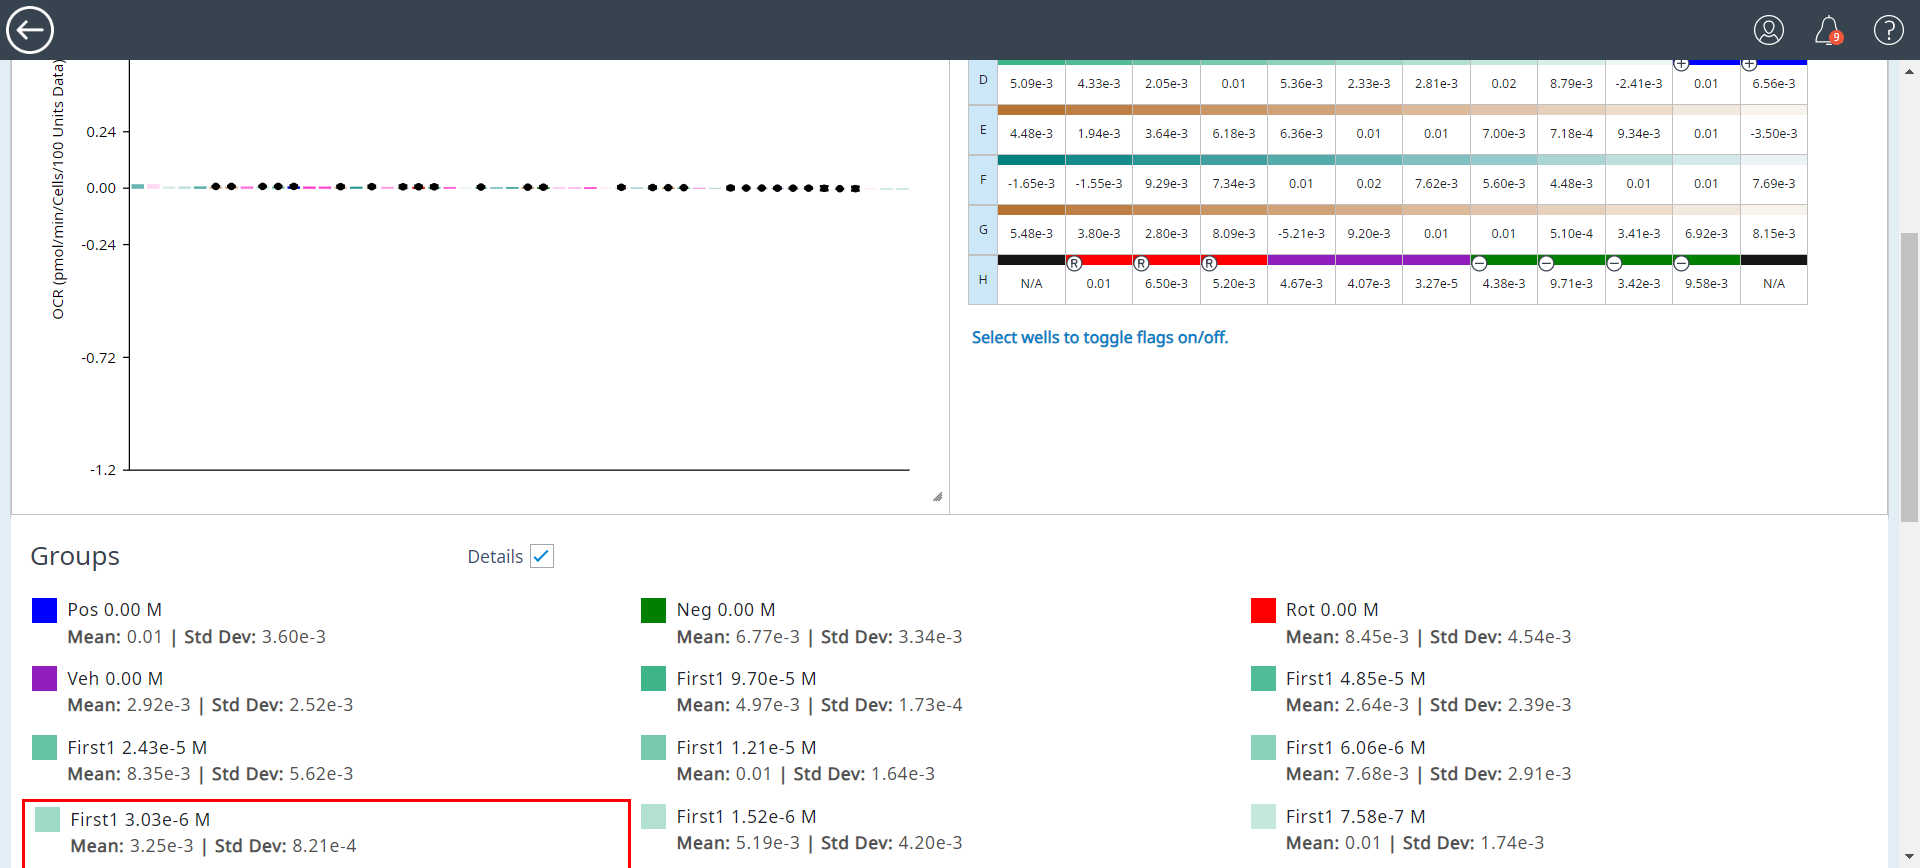 9
?
OCR (pmol/min/Cells/100 Units Data)
0.24
0.00
-0.24
-0.72
-1.2
D 5.09e-3 4.33e-3 2.05e-3 0.01 5.36e-3 2.33e-3 2.81e-3 0.02 8.79e-3 -2.41e-3 0.01 6.56e-3
E 4.48e-3 1.94e-3 3.64e-3 6.18e-3 6.36e-3 0.01 0.01 7.00e-3 7.18e-4 9.34e-3 0.01 -3.50e-3
F -1.65e-3 -1.55e-3 9.29e-3 7.34e-3 0.01 0.02 7.62e-3 5.60e-3 4.48e-3 0.01 0.01 7.69e-3
G 5.48e-3 3.80e-3 2.80e-3 8.09e-3 -5.21e-3 9.20e-3 0.01 0.01 5.10e-4 3.41e-3 6.92e-3 8.15e-3
R R R
H N/A 0.01 6.50e-3 5.20e-3 4.67e-3 4.07e-3 3.27e-5 4.38e-3 9.71e-3 3.42e-3 9.58e-3 N/A
Select wells to toggle flags on/off.
Groups
Details
Pos 0.00 M
Mean: 0.01 | Std Dev: 3.60e-3
Neg 0.00 M
Mean: 6.77e-3 | Std Dev: 3.34e-3
Rot 0.00 M
Mean: 8.45e-3 | Std Dev: 4.54e-3
Veh 0.00 M
Mean: 2.92e-3 | Std Dev: 2.52e-3
First1 9.70e-5 M
Mean: 4.97e-3 | Std Dev: 1.73e-4
First1 4.85e-5 M
Mean: 2.64e-3 | Std Dev: 2.39e-3
First1 2.43e-5 M
Mean: 8.35e-3 | Std Dev: 5.62e-3
First1 1.21e-5 M
Mean: 0.01 | Std Dev: 1.64e-3
First1 6.06e-6 M
Mean: 7.68e-3 | Std Dev: 2.91e-3
First1 3.03e-6 M
Mean: 3.25e-3 | Std Dev: 8.21e-4
First1 1.52e-6 M
Mean: 5.19e-3 | Std Dev: 4.20e-3
First1 7.58e-7 M
Mean: 0.01 | Std Dev: 1.74e-3